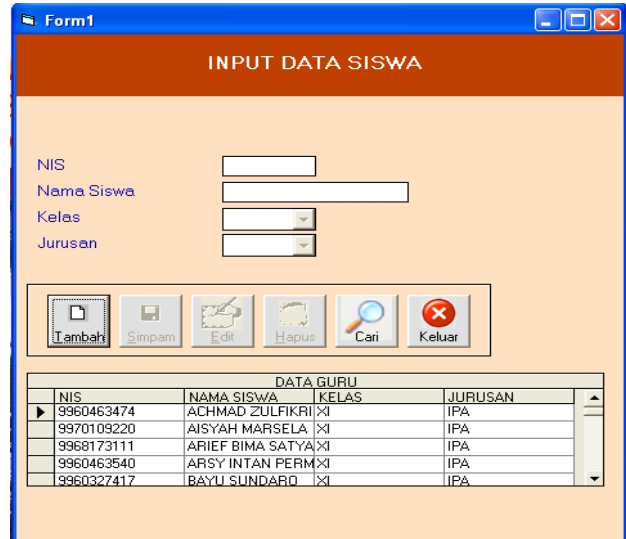 Form1
INPUT DATA SISWA
NIS
Nama Siswa
Kelas
Jurusan
Tambah Simpam Edit Hapus Cari Keluar
DATA GURU
NIS NAMA SISWA KELAS JURUSAN
9960463474 ACHMAD ZULFIKRI XI IPA
9970109220 AISYAH MARSELA XI IPA
9968173111 ARIEF BIMA SATYA XI IPA
9960463540 ARSY INTAN PERM XI IPA
9960327417 BAYU SUNDARO XI IPA